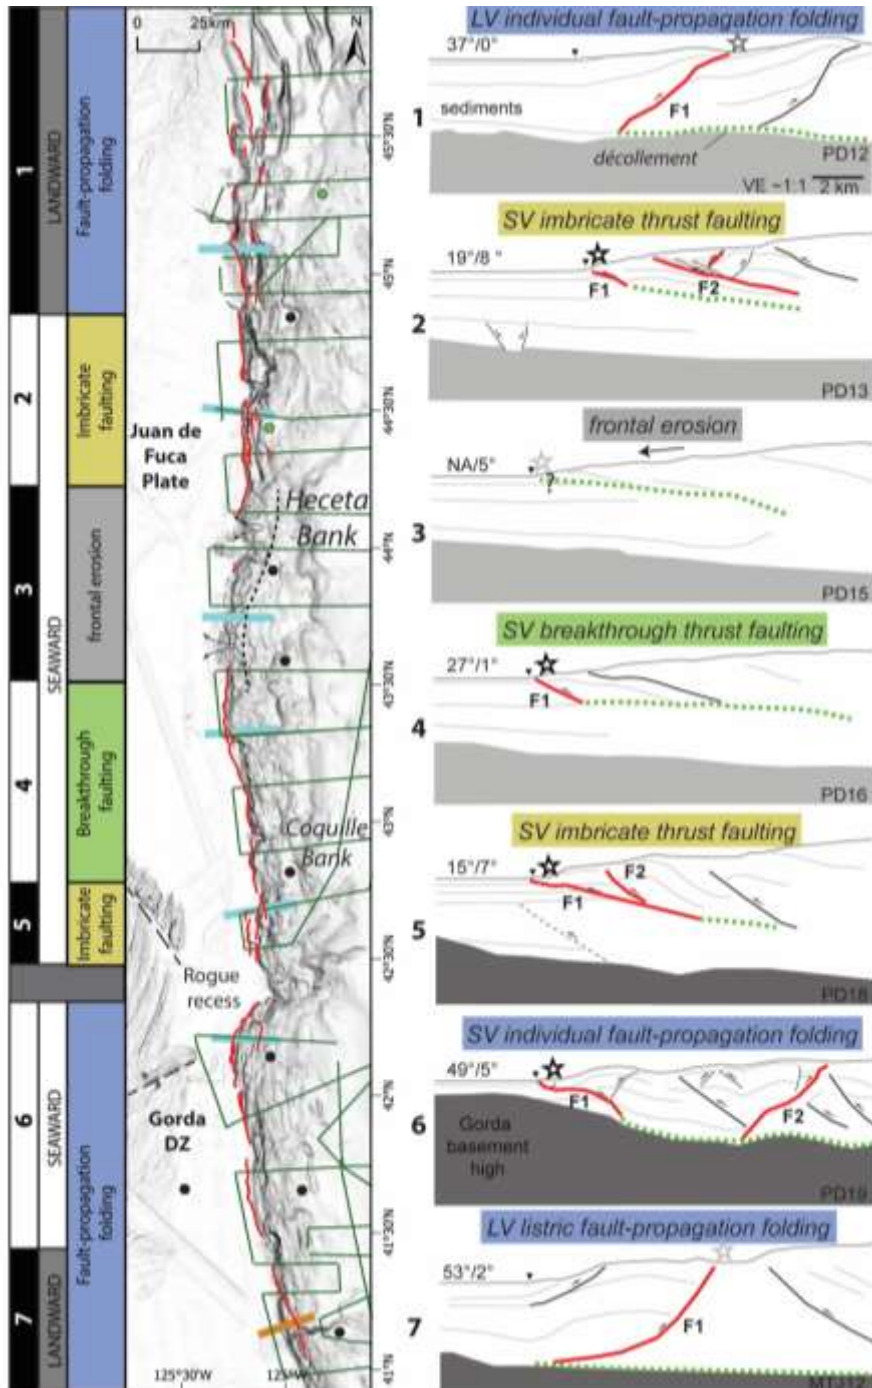 1
LANDWARD
Fault-propagation
folding
2
SEAWARD
Imbricate
faulting
3
frontal erosion
4
Breakthrough
faulting
5
Imbricate
faulting
6
SEAWARD
Fault-propagation
folding
7
LANDWARD
0
25km
N
45°30'N
45°N
44°30'N
Juan de
Fuca
Plate
Heceta
Bank
44°N
43°30'N
43°N
Coquille
Bank
42°30'N
Rogue
recess
42°N
Gorda
DZ
41°30'N
41°N
125°30'W
125°W
LV individual fault-propagation folding
37°/0°
1
sediments
F1
décollement
PD12
VE ~1:1
2 km
SV imbricate thrust faulting
19°/8°
F1
F2
2
PD13
frontal erosion
NA/5°
?
3
PD15
SV breakthrough thrust faulting
27°/1°
F1
4
PD16
SV imbricate thrust faulting
15°/7°
F2
F1
5
PD18
SV individual fault-propagation folding
49°/5°
F1
F2
6
Gorda
basement
high
PD19
LV listric fault-propagation folding
53°/2°
F1
7
MTJ12